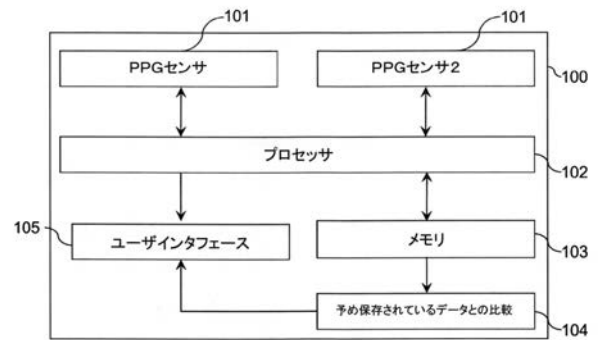 101
101
PPGセンサ
PPGセンサ2
100
プロセッサ
102
105
ユーザインタフェース
メモリ
103
予め保存されているデータとの比較
104